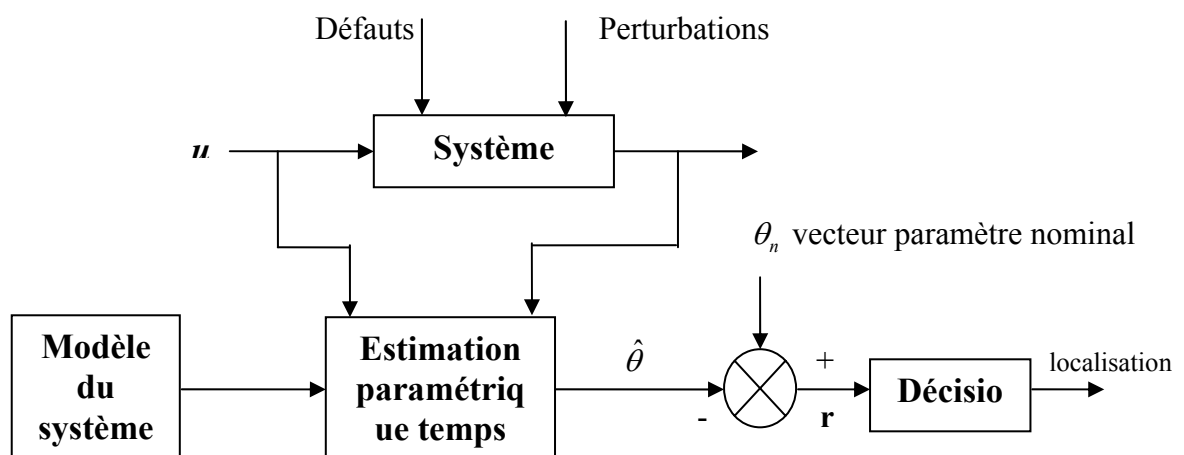 Défauts
Perturbations
Système
u
θₙ vecteur paramètre nominal
Modèle
du
système
Estimation
paramétriq
ue temps
θ̂
-
+
r
Décisio
localisation